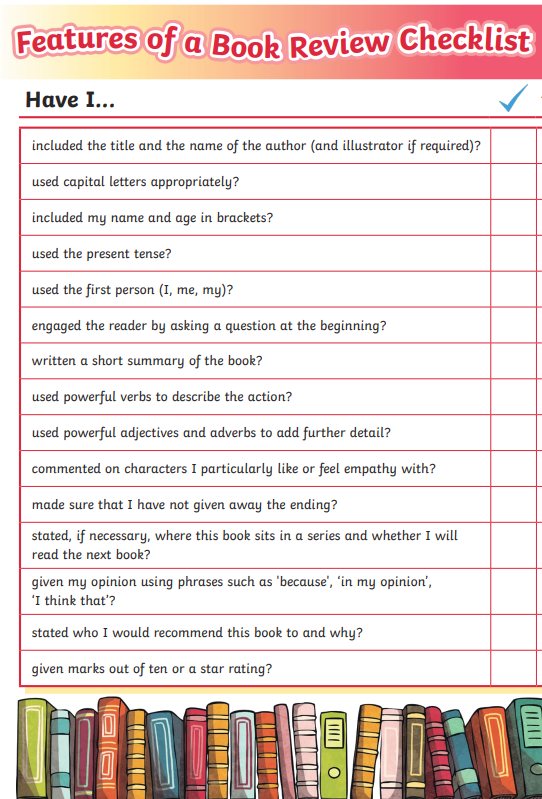 Features of a Book Review Checklist
Have I...
included the title and the name of the author (and illustrator if required)?
used capital letters appropriately?
included my name and age in brackets?
used the present tense?
used the first person (I, me, my)?
engaged the reader by asking a question at the beginning?
written a short summary of the book?
used powerful verbs to describe the action?
used powerful adjectives and adverbs to add further detail?
commented on characters I particularly like or feel empathy with?
made sure that I have not given away the ending?
stated, if necessary, where this book sits in a series and whether I will
read the next book?
given my opinion using phrases such as 'because', ‘in my opinion’,
‘I think that’?
stated who I would recommend this book to and why?
given marks out of ten or a star rating?